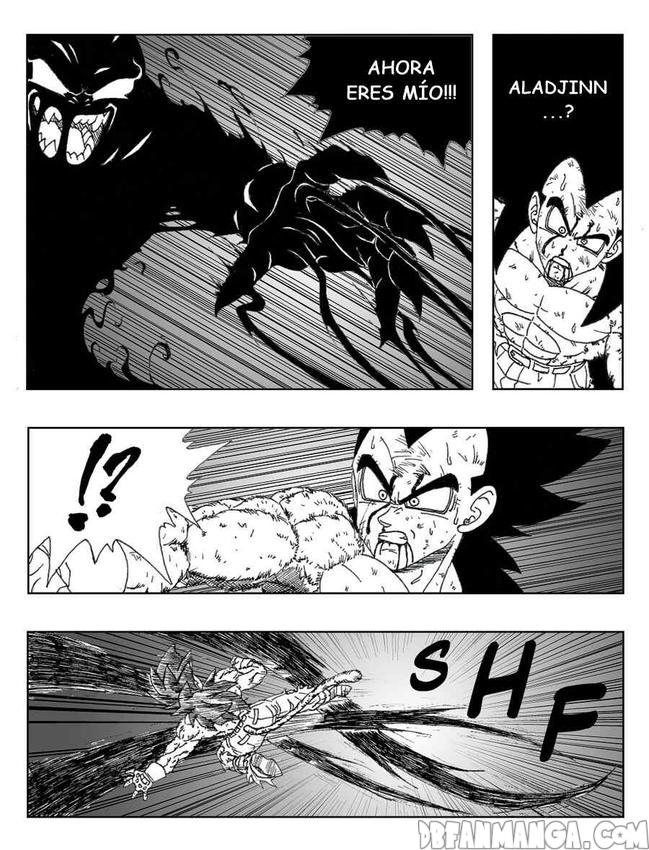 AHORA
ERES MÍO!!!
ALADJINN
...?
!?
SHF
DBFANMANGA.COM